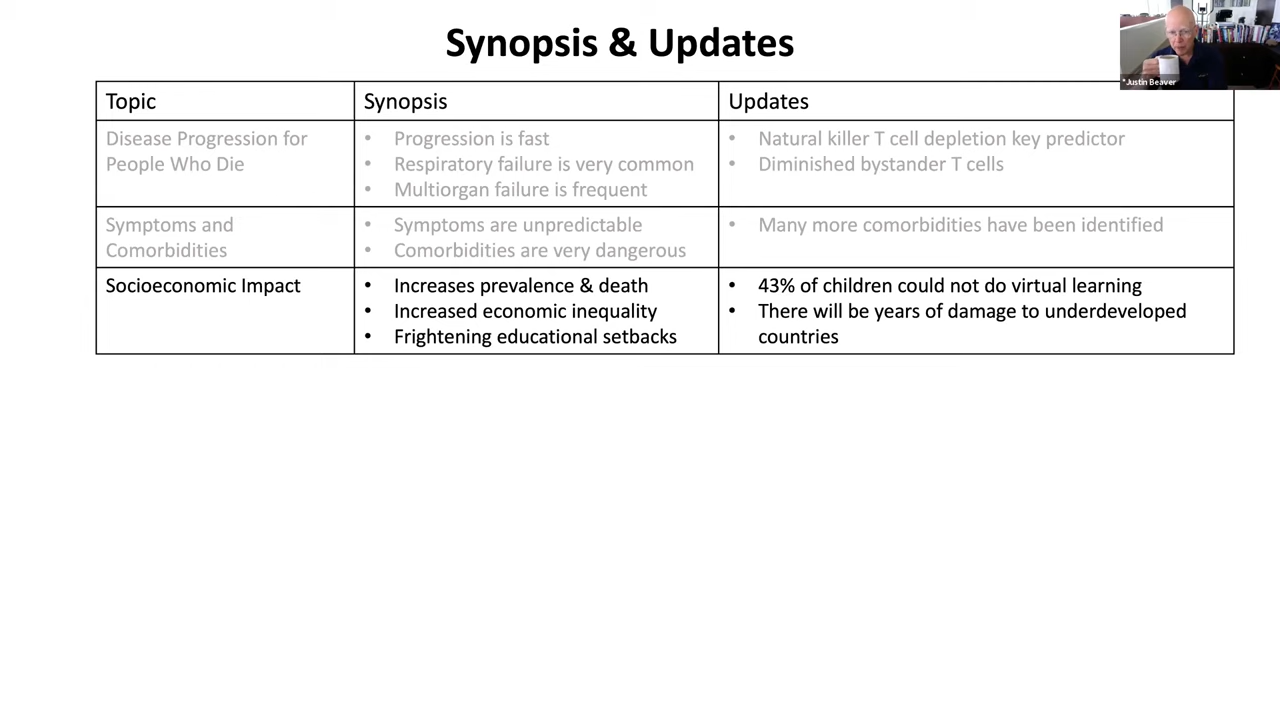 Synopsis & Updates
*Justin Beaver
Topic
Synopsis
Updates
Disease Progression for
People Who Die
• Progression is fast
• Respiratory failure is very common
• Multiorgan failure is frequent
• Natural killer T cell depletion key predictor
• Diminished bystander T cells
Symptoms and
Comorbidities
• Symptoms are unpredictable
• Comorbidities are very dangerous
• Many more comorbidities have been identified
Socioeconomic Impact
• Increases prevalence & death
• Increased economic inequality
• Frightening educational setbacks
• 43% of children could not do virtual learning
• There will be years of damage to underdeveloped
countries